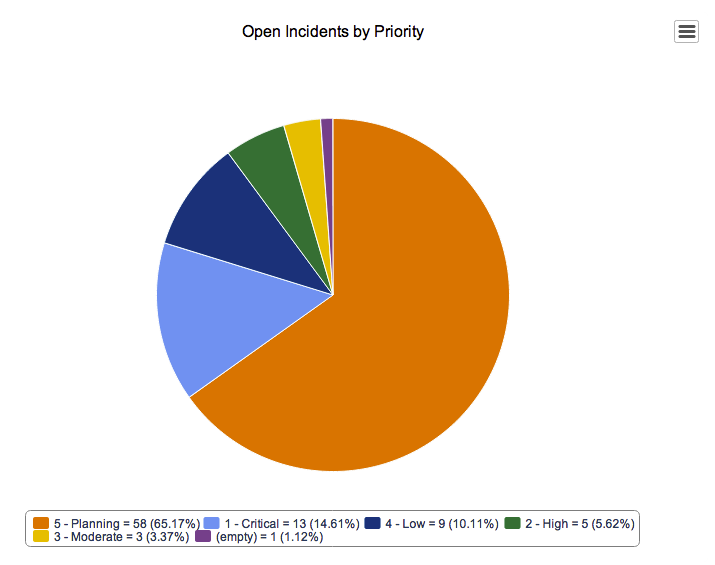 Open Incidents by Priority
5 - Planning = 58 (65.17%) 1 - Critical = 13 (14.61%) 4 - Low = 9 (10.11%) 2 - High = 5 (5.62%)
3 - Moderate = 3 (3.37%) (empty) = 1 (1.12%)